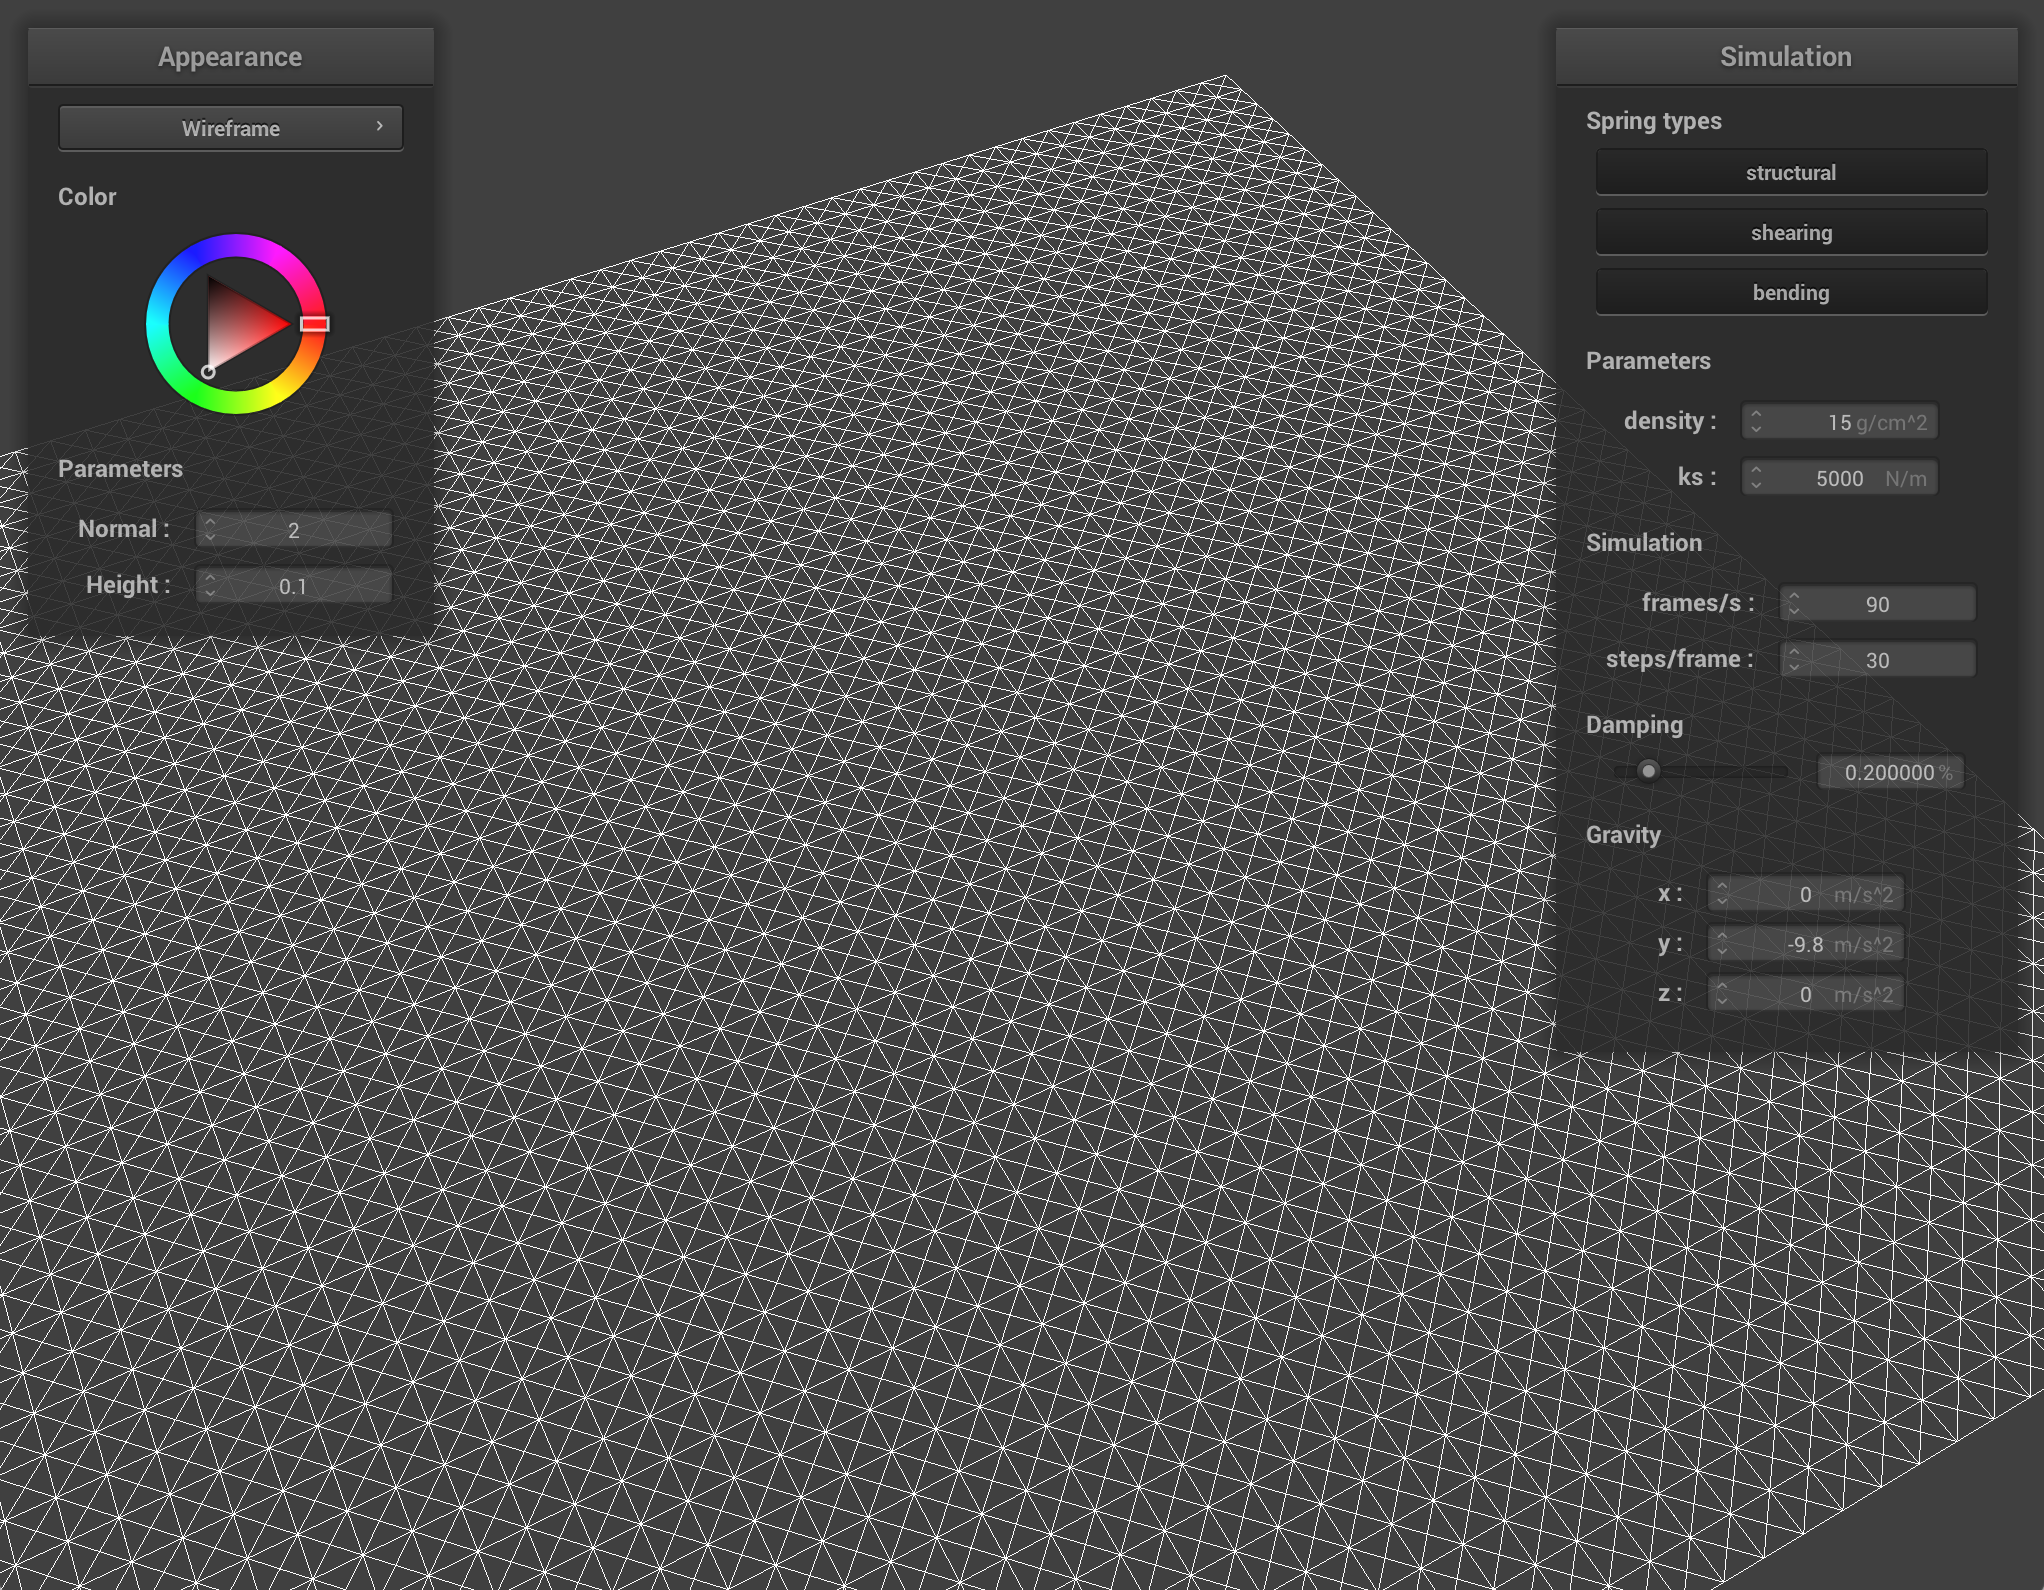 Appearance
Wireframe
Color
Parameters
Normal : 2
Height : 0.1
Simulation
Spring types
structural
shearing
bending
Parameters
density : 15 g/cm^2
ks : 5000 N/m
Simulation
frames/s : 90
steps/frame : 30
Damping
0.200000 %
Gravity
x : 0 m/s^2
y : -9.8 m/s^2
z : 0 m/s^2